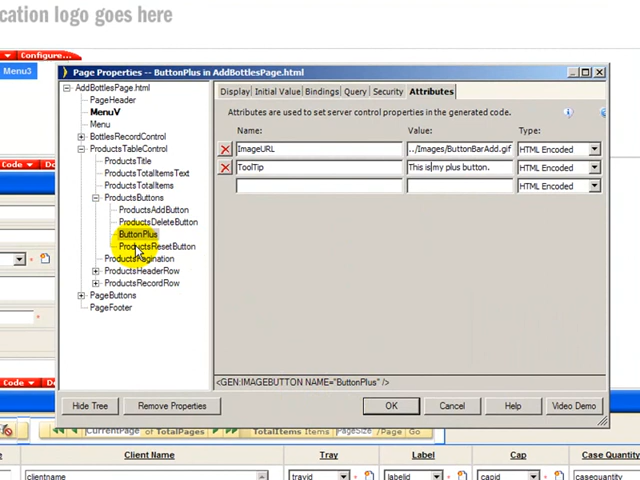 cation logo goes here
Configure...
Menu3
Page Properties -- ButtonPlus in AddBottlesPage.html
AddBottlesPage.html
PageHeader
MenuV
Menu
BottlesRecordControl
ProductsTableControl
ProductsTitle
ProductsTotalItemsText
ProductsTotalItems
ProductsButtons
ProductsAddButton
ProductsDeleteButton
ButtonPlus
ProductsResetButton
ProductsPagination
ProductsHeaderRow
ProductsRecordRow
PageButtons
PageFooter
Display Initial Value Bindings Query Security Attributes
Attributes are used to set server control properties in the generated code.
Name: Value: Type:
ImageURL ../Images/ButtonBarAdd.gif HTML Encoded
ToolTip This is my plus button. HTML Encoded
HTML Encoded
<GEN:IMAGEBUTTON NAME="ButtonPlus" />
Hide Tree Remove Properties OK Cancel Help Video Demo
Code
Code
CurrentPage of TotalPages TotalItems Items PageSize /Page Go
Client Name Tray Label Cap Case Quantity
clientname trayid labelid capid casequantity